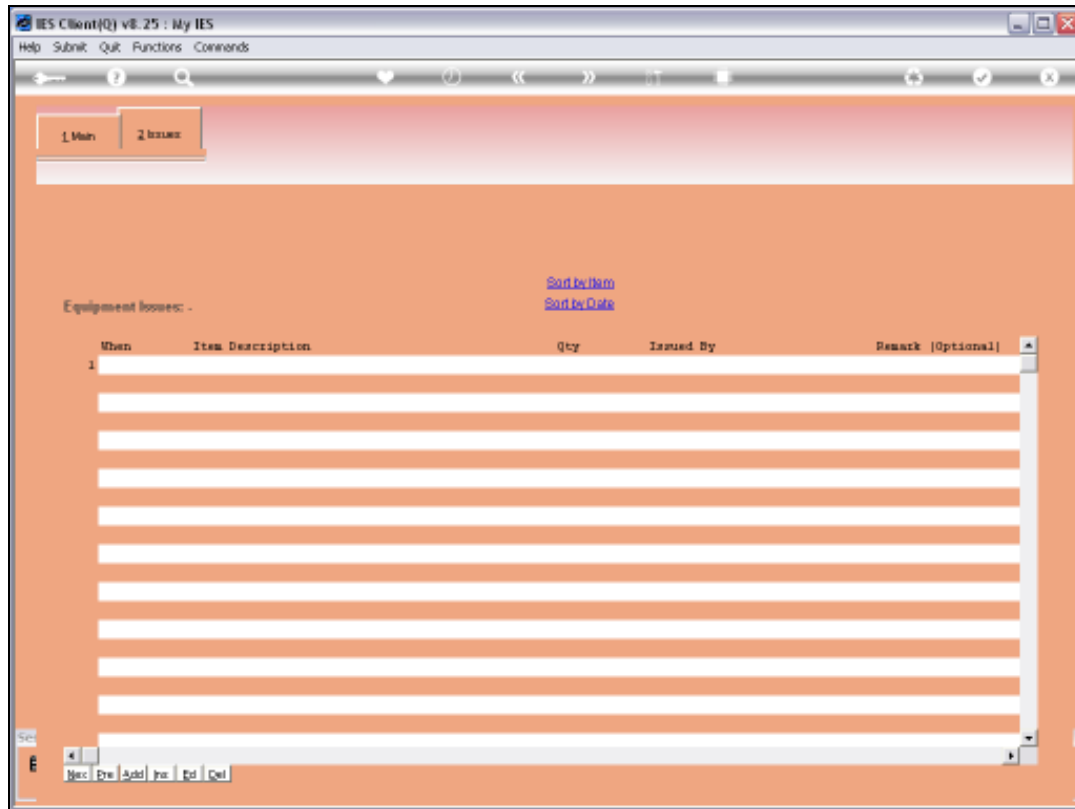 IES Client(Q) v8.25 : My IES
Help Submit Quit Functions Commands
1 Main 2 Issues
Sort by Item
Equipment Issues: - Sort by Date
When Item Description Qty Issued By Remark |Optional|
1
Nex Pre Add Ins Ed Del